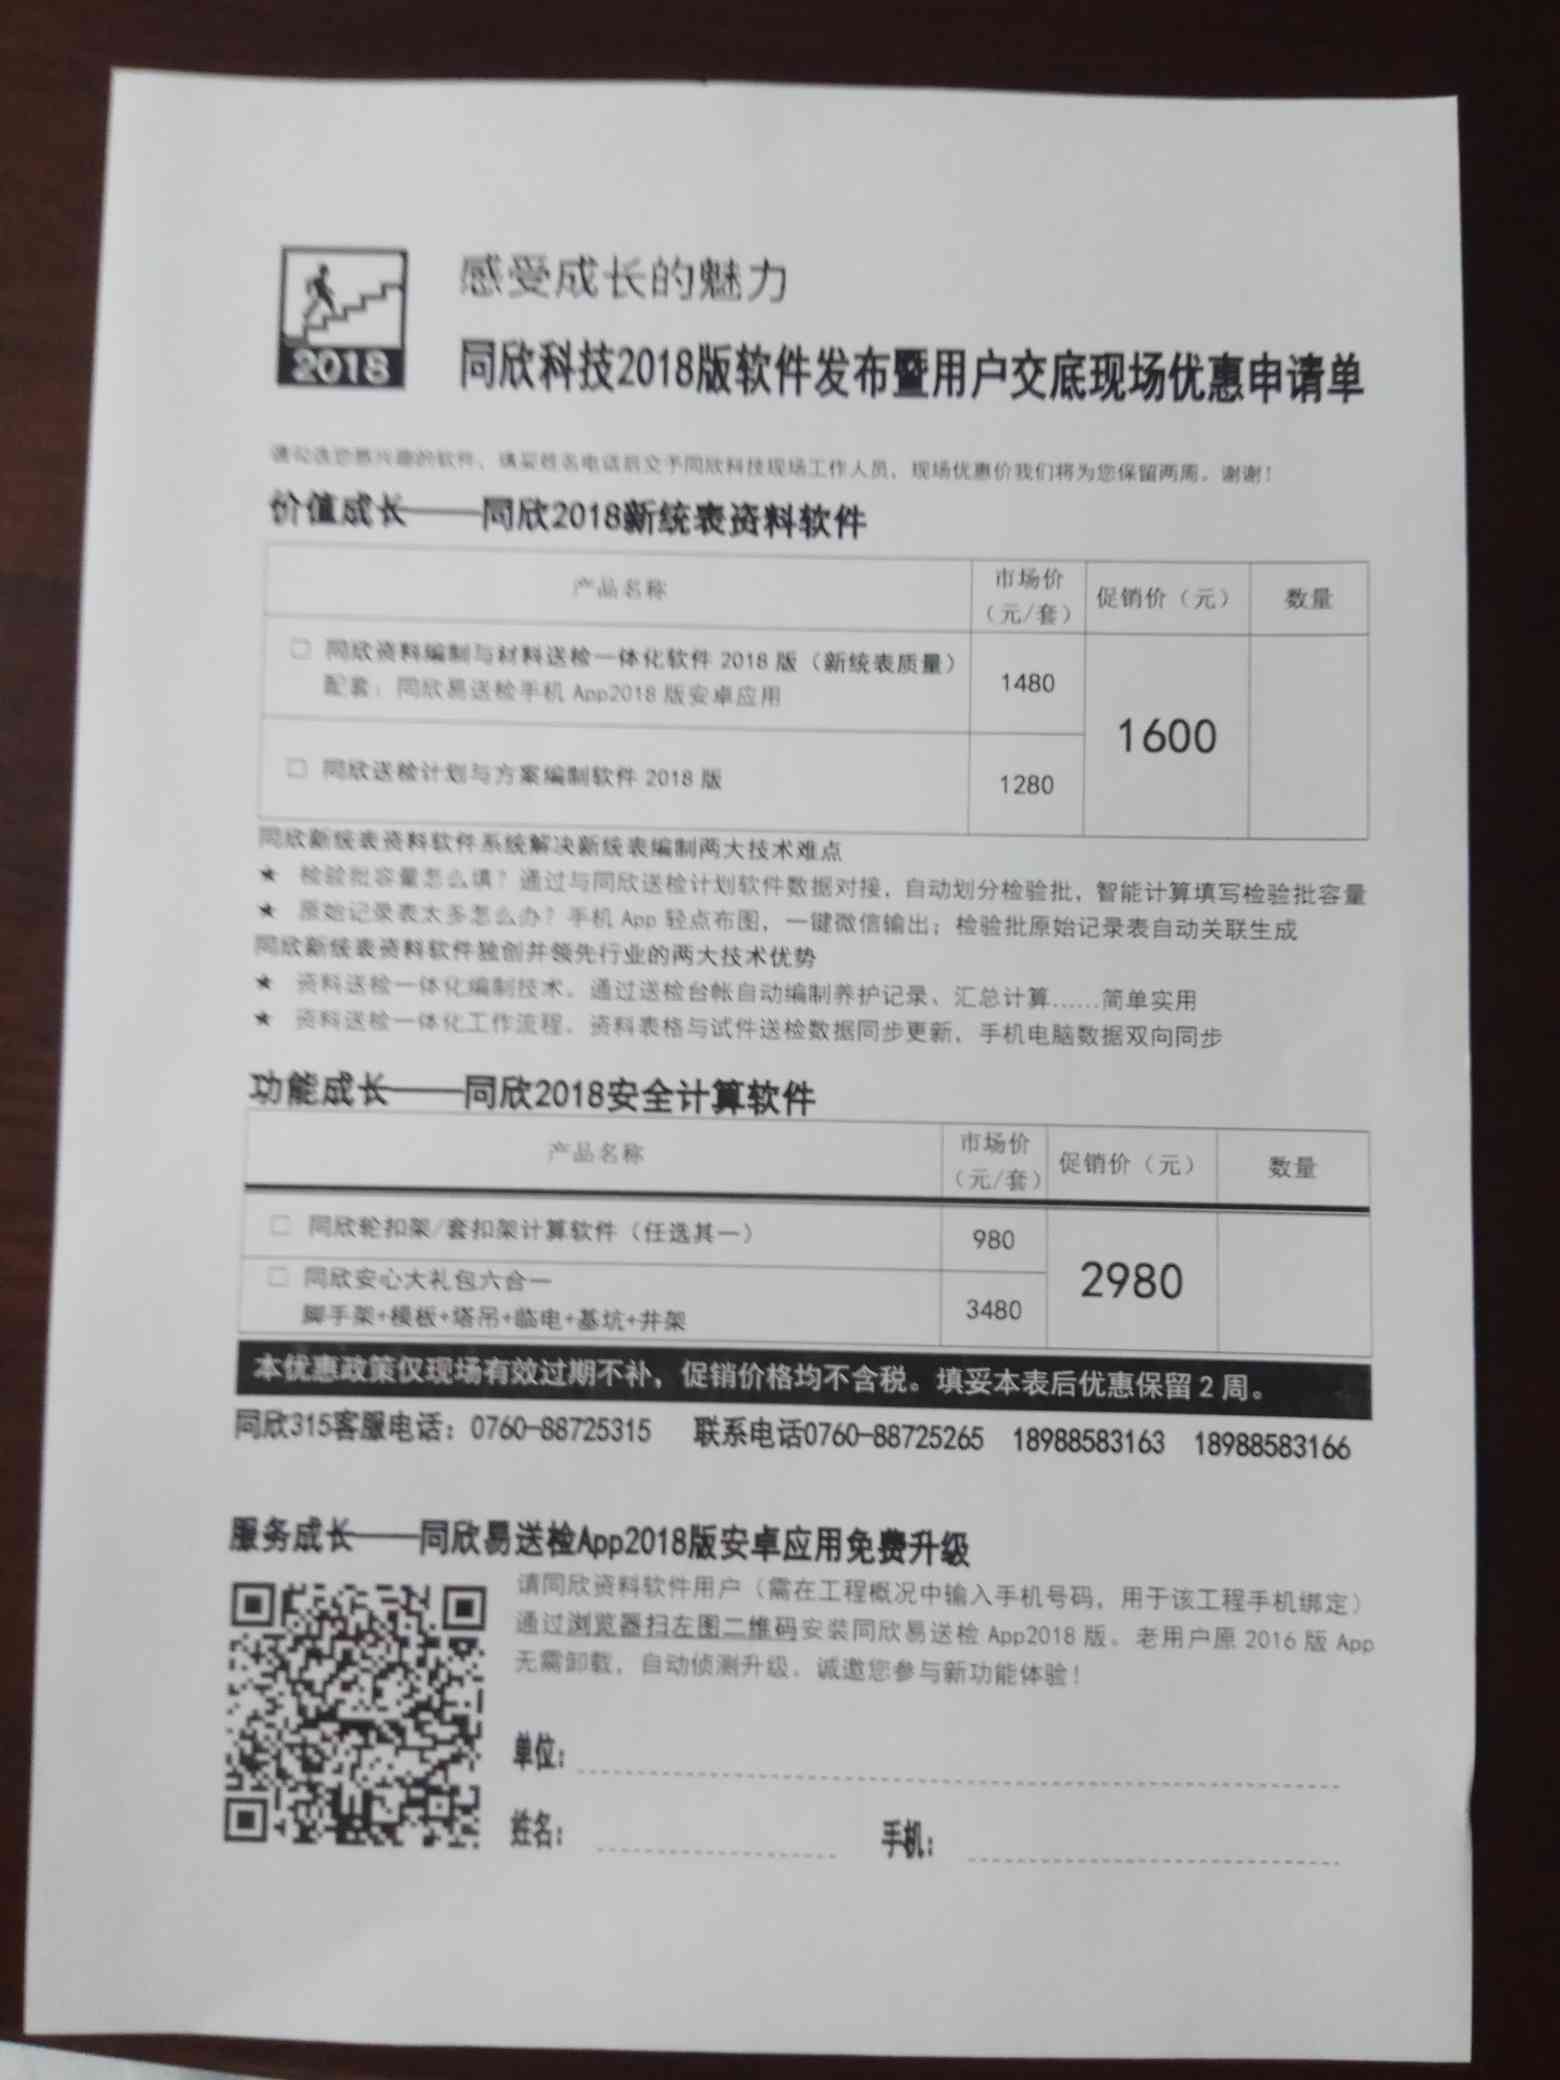 2018
感受成长的魅力
同欣科技2018版软件发布暨用户交底现场优惠申请单
请勾选您感兴趣的软件，填妥姓名电话后交予同欣科技现场工作人员，现场优惠价我们将为您保留两周。谢谢！
价值成长——同欣2018新统表资料软件
产品名称 市场价（元/套） 促销价（元） 数量
□ 同欣资料编制与材料送检一体化软件 2018 版（新统表质量） 1480
配套：同欣易送检手机 App2018 版安卓应用
1600
□ 同欣送检计划与方案编制软件 2018 版 1280
同欣新统表资料软件系统解决新统表编制两大技术难点
★ 检验批容量怎么填？通过与同欣送检计划软件数据对接，自动划分检验批，智能计算填写检验批容量
★ 原始记录表太多怎么办？手机 App 轻点布图，一键微信输出；检验批原始记录表自动关联生成
同欣新统表资料软件独创并领先行业的两大技术优势
★ 资料送检一体化编制技术。通过送检台帐自动编制养护记录、汇总计算……简单实用
★ 资料送检一体化工作流程。资料表格与试件送检数据同步更新，手机电脑数据双向同步
功能成长——同欣2018安全计算软件
产品名称 市场价（元/套） 促销价（元） 数量
□ 同欣轮扣架/套扣架计算软件（任选其一） 980
2980
□ 同欣安心大礼包六合一
脚手架+模板+塔吊+临电+基坑+井架 3480
本优惠政策仅现场有效过期不补，促销价格均不含税。填妥本表后优惠保留 2 周。
同欣315客服电话：0760-88725315 联系电话0760-88725265 18988583163 18988583166
服务成长——同欣易送检App2018版安卓应用免费升级
请同欣资料软件用户（需在工程概况中输入手机号码，用于该工程手机绑定）
通过浏览器扫左图二维码安装同欣易送检 App2018 版。老用户原 2016 版 App
无需卸载，自动侦测升级。诚邀您参与新功能体验！
单位：
姓名： 手机：